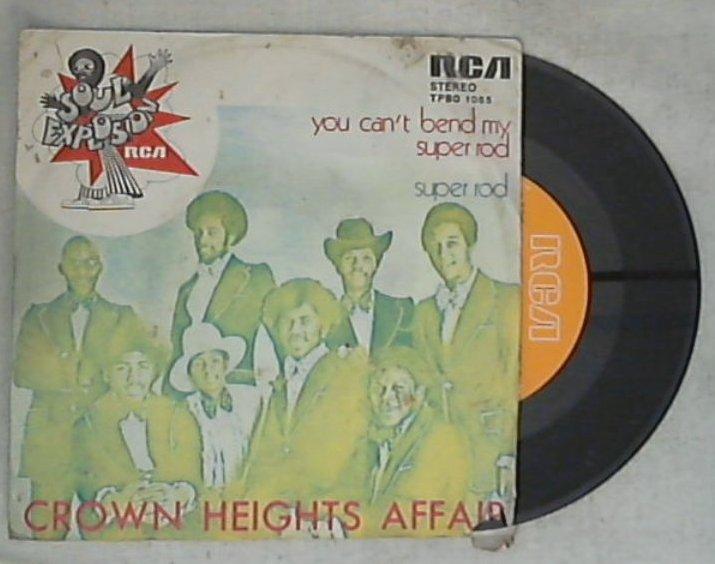 SOUL
EXPLOSION
RCA
RCA
STEREO
TPBO 1065
you can't bend my
super rod
super rod
RCA
CROWN HEIGHTS AFFAIR